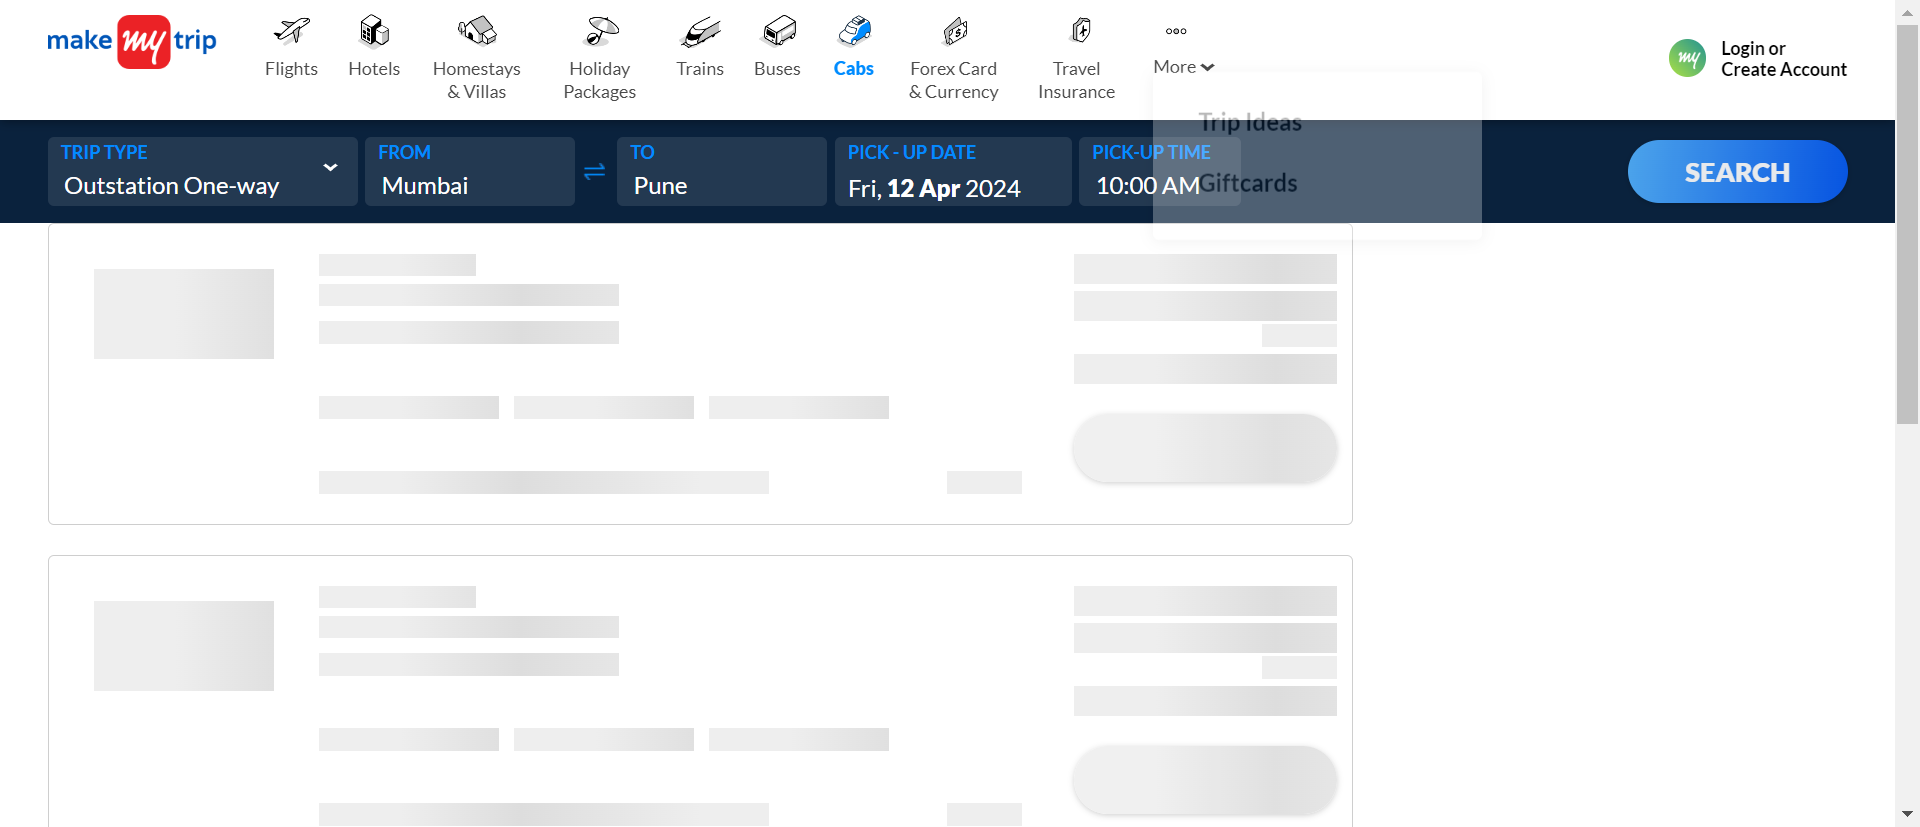 make my trip
Flights
Hotels
Homestays
& Villas
Holiday
Packages
Trains
Buses
Cabs
Forex Card
& Currency
Travel
Insurance
More
my
Login or
Create Account
Trip Ideas
Giftcards
TRIP TYPE
Outstation One-way
FROM
Mumbai
TO
Pune
PICK - UP DATE
Fri, 12 Apr 2024
PICK-UP TIME
10:00 AM
SEARCH